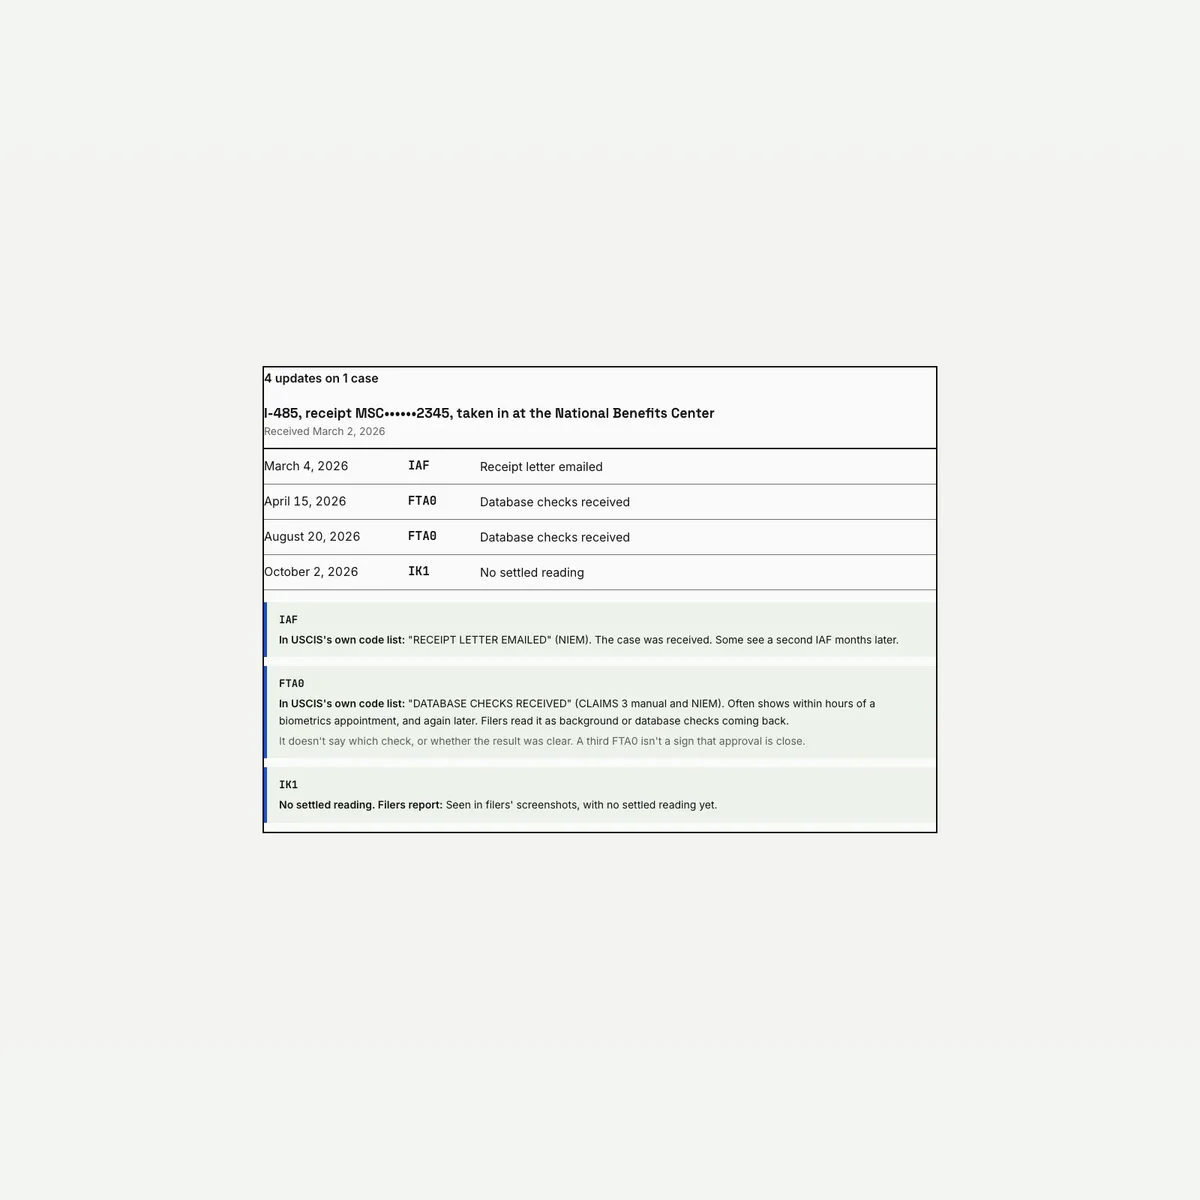 4 updates on 1 case
I-485, receipt MSC••••••2345, taken in at the National Benefits Center
Received March 2, 2026
March 4, 2026 IAF Receipt letter emailed
April 15, 2026 FTA0 Database checks received
August 20, 2026 FTA0 Database checks received
October 2, 2026 IK1 No settled reading
IAF
In USCIS's own code list: "RECEIPT LETTER EMAILED" (NIEM). The case was received. Some see a second IAF months later.
FTA0
In USCIS's own code list: "DATABASE CHECKS RECEIVED" (CLAIMS 3 manual and NIEM). Often shows within hours of a
biometrics appointment, and again later. Filers read it as background or database checks coming back.
It doesn't say which check, or whether the result was clear. A third FTA0 isn't a sign that approval is close.
IK1
No settled reading. Filers report: Seen in filers' screenshots, with no settled reading yet.